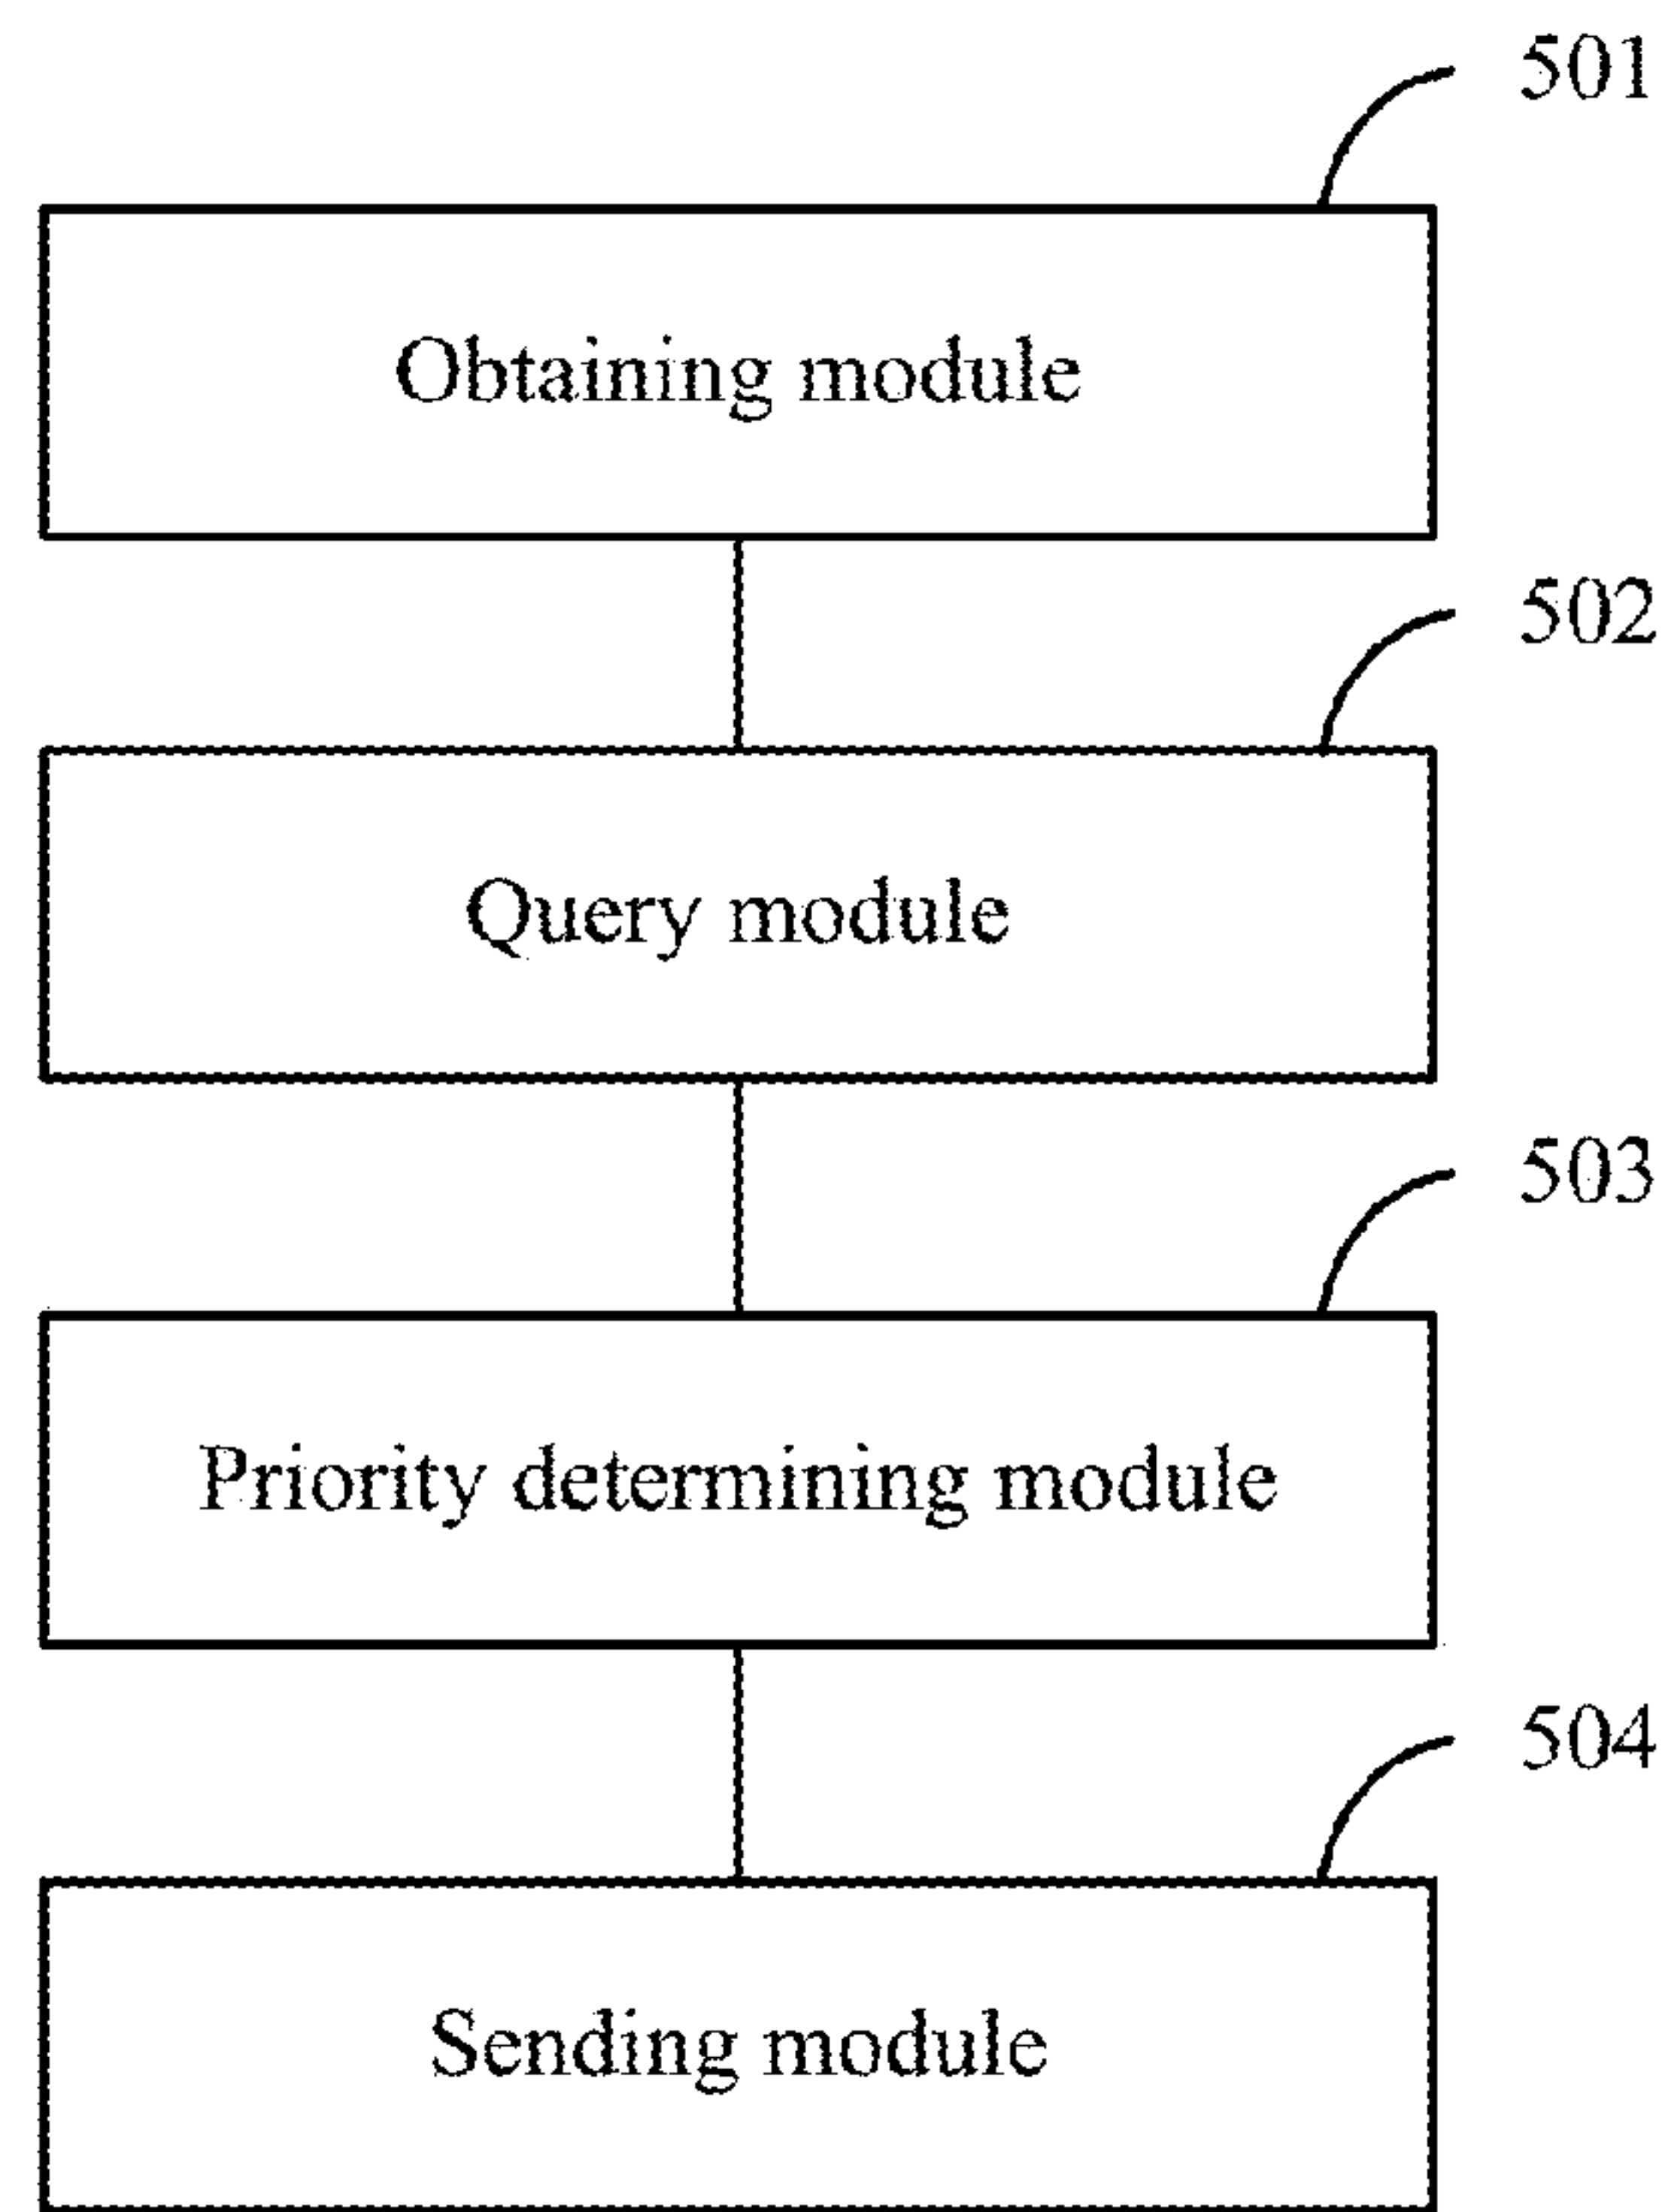 501
Obtaining module
502
Query module
503
Priority determining module
504
Sending module